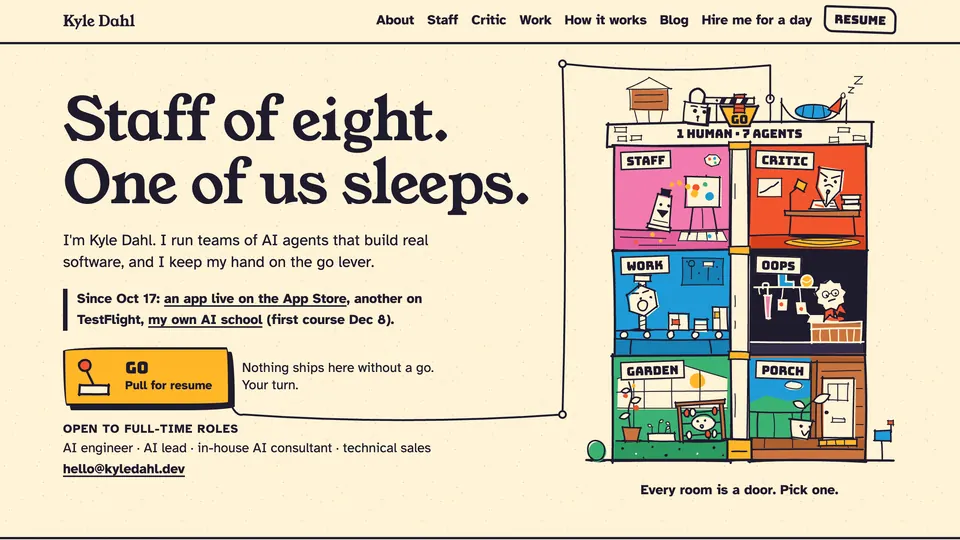 Kyle Dahl
About Staff Critic Work How it works Blog Hire me for a day RESUME
Staff of eight.
One of us sleeps.
I'm Kyle Dahl. I run teams of AI agents that build real
software, and I keep my hand on the go lever.
Since Oct 17: an app live on the App Store, another on
TestFlight, my own AI school (first course Dec 8).
GO
Pull for resume
Nothing ships here without a go.
Your turn.
OPEN TO FULL-TIME ROLES
AI engineer · AI lead · in-house AI consultant · technical sales
hello@kyledahl.dev
z
z
GO
1 HUMAN · 7 AGENTS
STAFF
CRITIC
WORK
OOPS
GARDEN
PORCH
Every room is a door. Pick one.